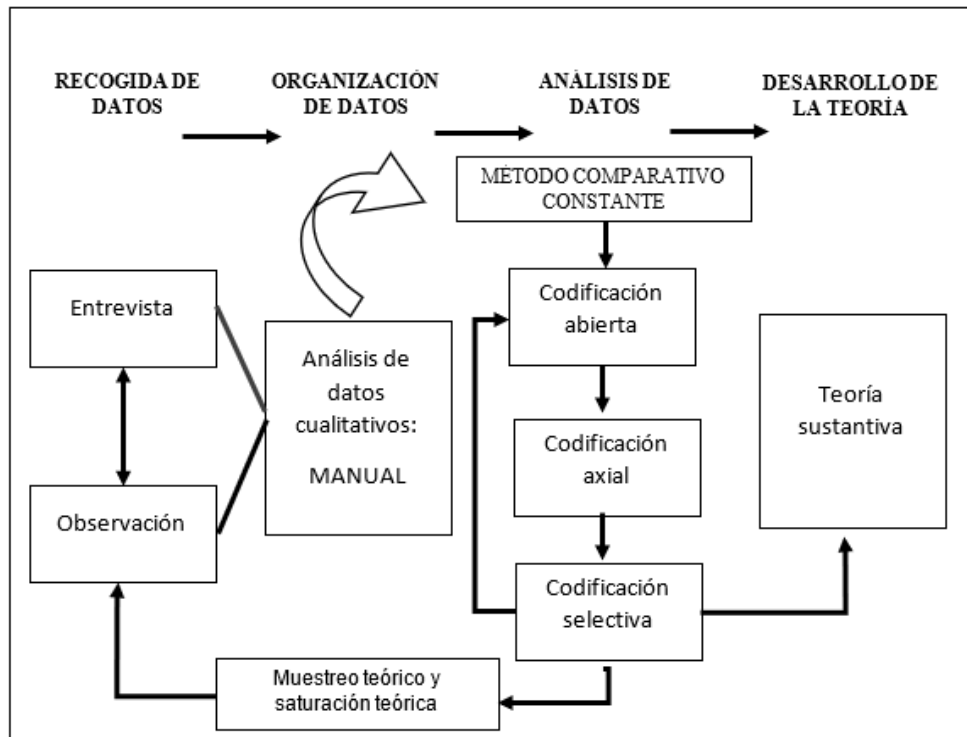 RECOGIDA DE
DATOS
ORGANIZACIÓN
DE DATOS
ANÁLISIS DE
DATOS
DESARROLLO DE
LA TEORÍA
MÉTODO COMPARATIVO
CONSTANTE
Entrevista
Observación
Análisis de
datos
cualitativos:
MANUAL
Codificación
abierta
Codificación
axial
Codificación
selectiva
Teoría
sustantiva
Muestreo teórico y
saturación teórica